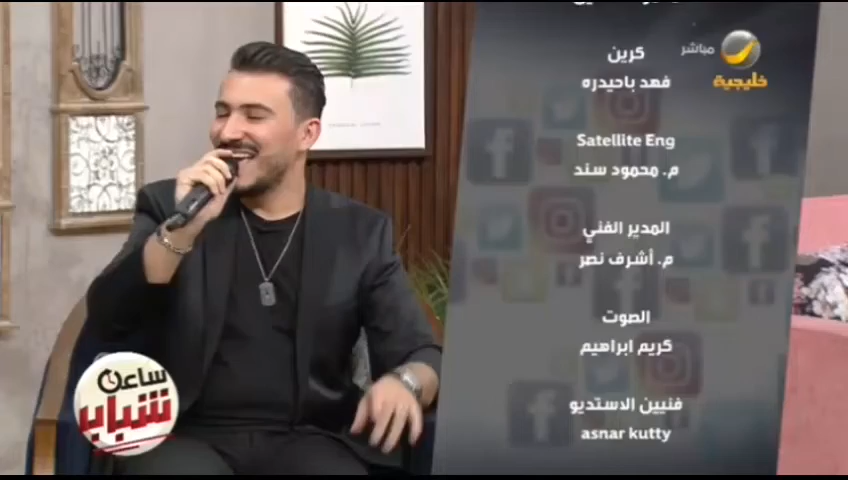 كرين
فهد باحيدره
Satellite Eng
م. محمود سند
المدير الفني
م. أشرف نصر
الصوت
كريم ابراهيم
فنيين الاستديو
asnar kutty
مباشر
خليجية
ساعة
شباب